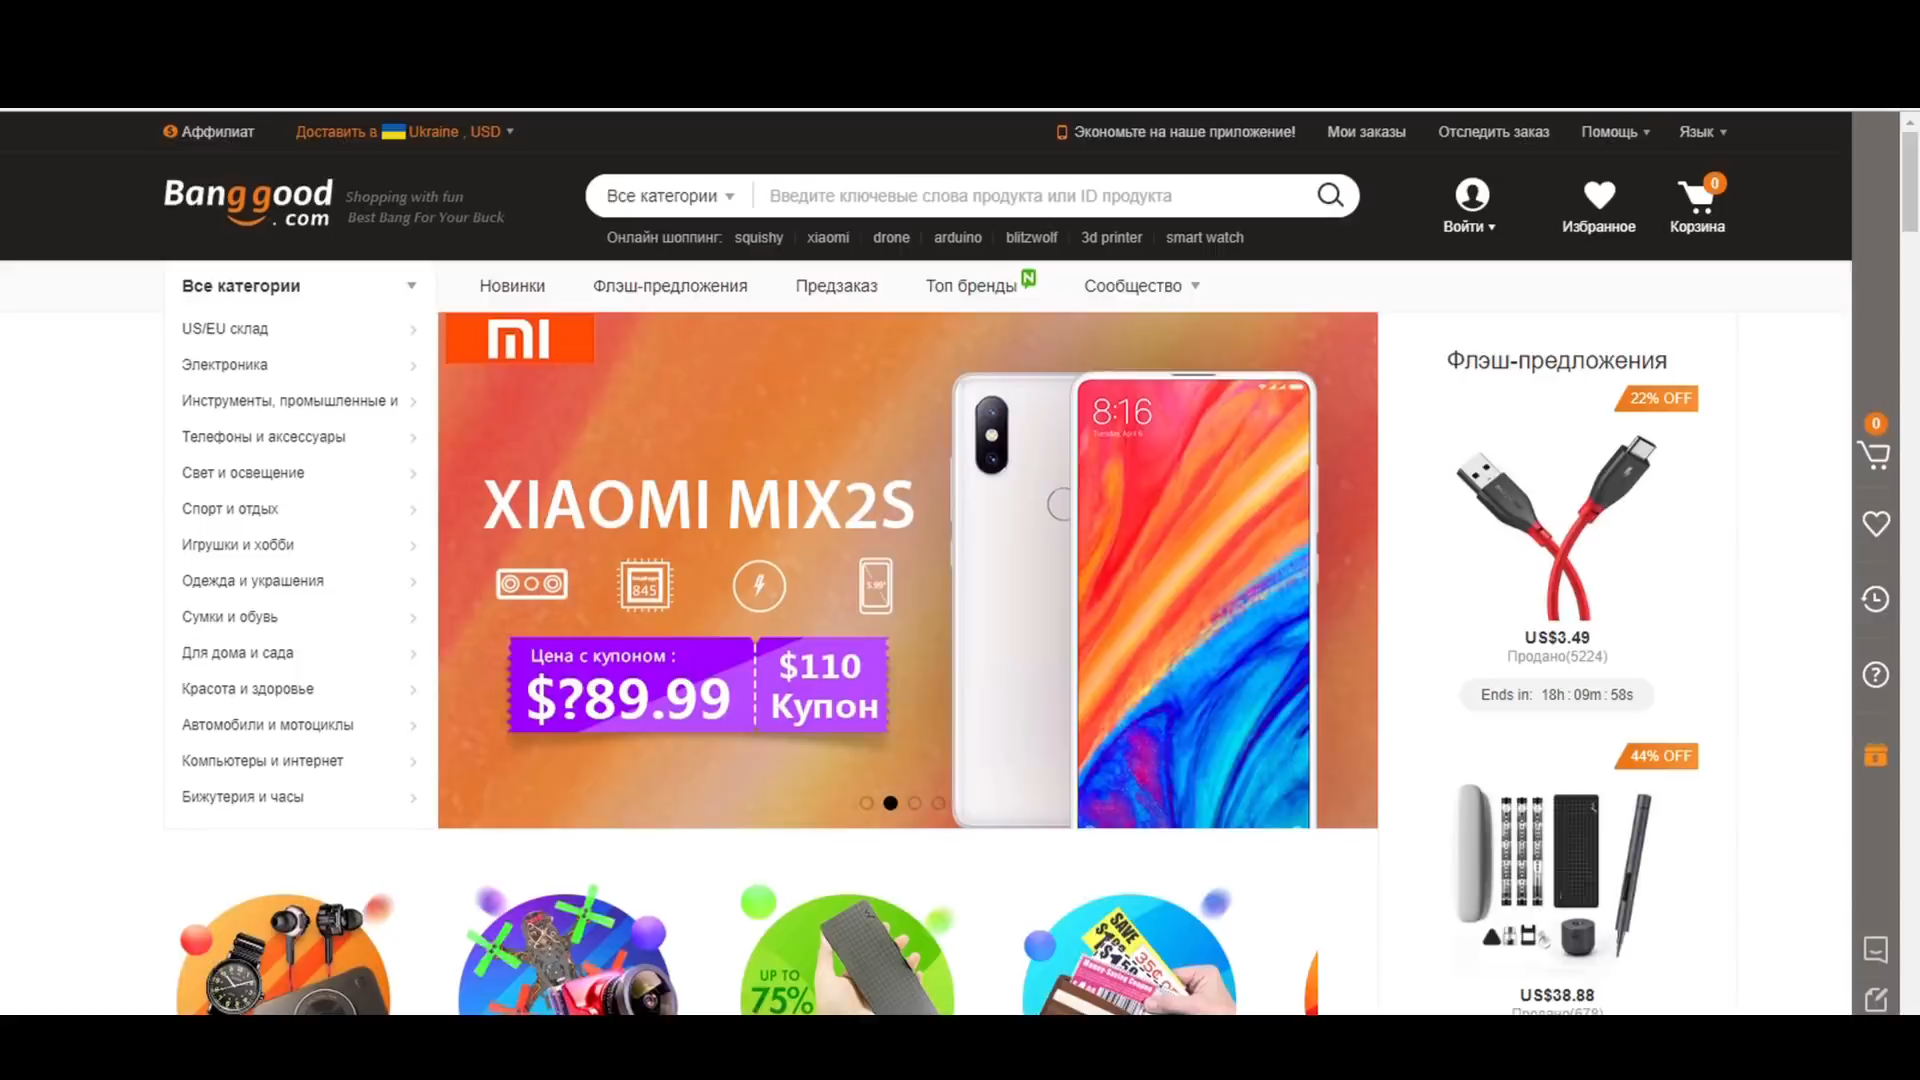 Аффилиат
Доставить в Ukraine , USD
Экономьте на наше приложение!
Мои заказы
Отследить заказ
Помощь
Язык
Banggood
.com
Shopping with fun
Best Bang For Your Buck
Все категории
Введите ключевые слова продукта или ID продукта
Войти
Избранное
0
Корзина
Онлайн шоппинг: squishy xiaomi drone arduino blitzwolf 3d printer smart watch
Все категории
Новинки
Флэш-предложения
Предзаказ
Топ бренды
N
Сообщество
US/EU склад
Электроника
Инструменты, промышленные и
Телефоны и аксессуары
Свет и освещение
Спорт и отдых
Игрушки и хобби
Одежда и украшения
Сумки и обувь
Для дома и сада
Красота и здоровье
Автомобили и мотоциклы
Компьютеры и интернет
Бижутерия и часы
MI
8:16
XIAOMI MIX2S
845
5.99"
Цена с купоном :
$?89.99
$110
Купон
Флэш-предложения
22% OFF
US$3.49
Продано(5224)
Ends in: 18h : 09m : 58s
44% OFF
US$38.88
Продано(678)
0
UP TO
75%
SAVE
35¢